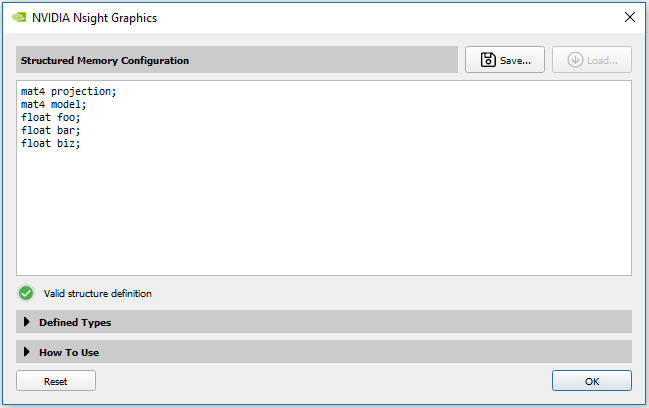 NVIDIA Nsight Graphics
Structured Memory Configuration
Save...
Load...
mat4 projection;
mat4 model;
float foo;
float bar;
float biz;
Valid structure definition
Defined Types
How To Use
Reset
OK